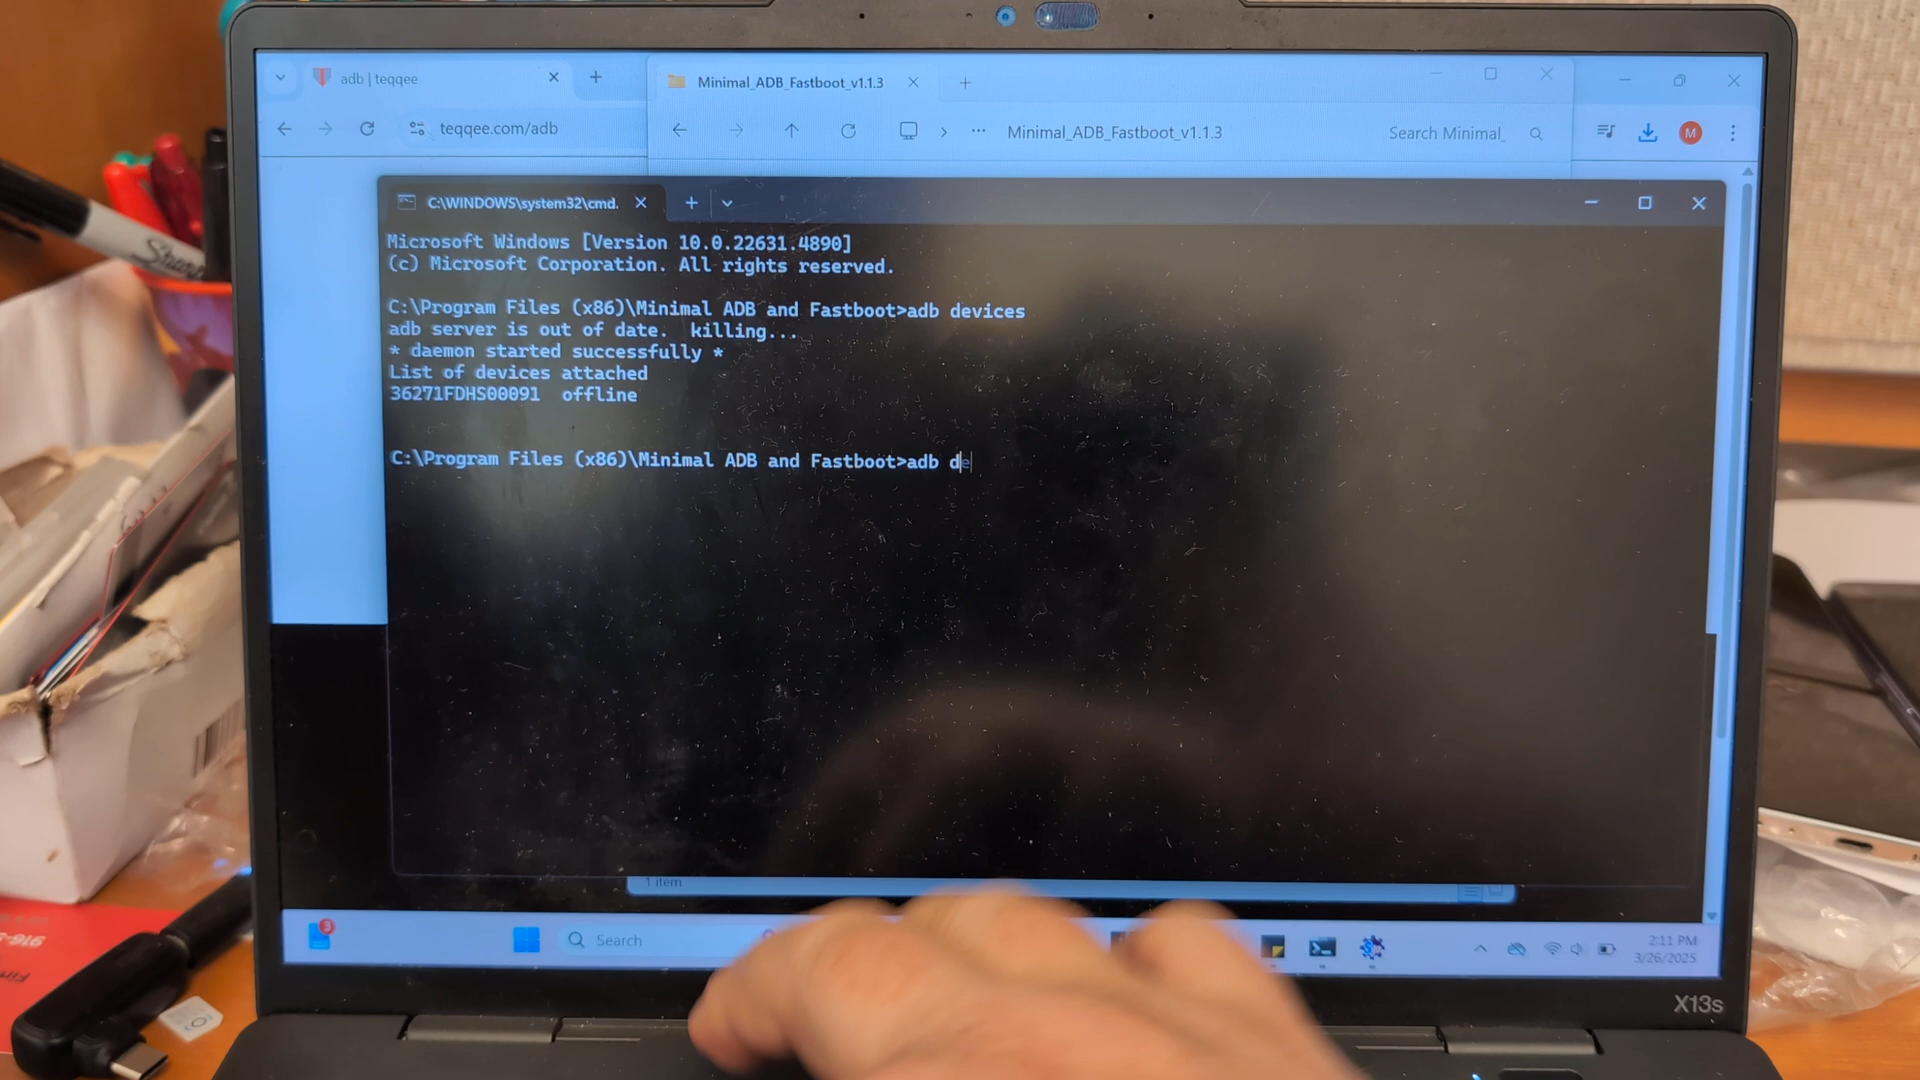 adb | teqqee
Minimal_ADB_Fastboot_v1.1.3
teqqee.com/adb
Minimal_ADB_Fastboot_v1.1.3
Search Minimal_
M
C:\WINDOWS\system32\cmd.
Microsoft Windows [Version 10.0.22631.4890]
(c) Microsoft Corporation. All rights reserved.
C:\Program Files (x86)\Minimal ADB and Fastboot>adb devices
adb server is out of date.  killing...
* daemon started successfully *
List of devices attached
36271FDHS00091  offline
C:\Program Files (x86)\Minimal ADB and Fastboot>adb de
1 item
3
Search
2:11 PM
3/26/2025
X13s
Sharp
916-